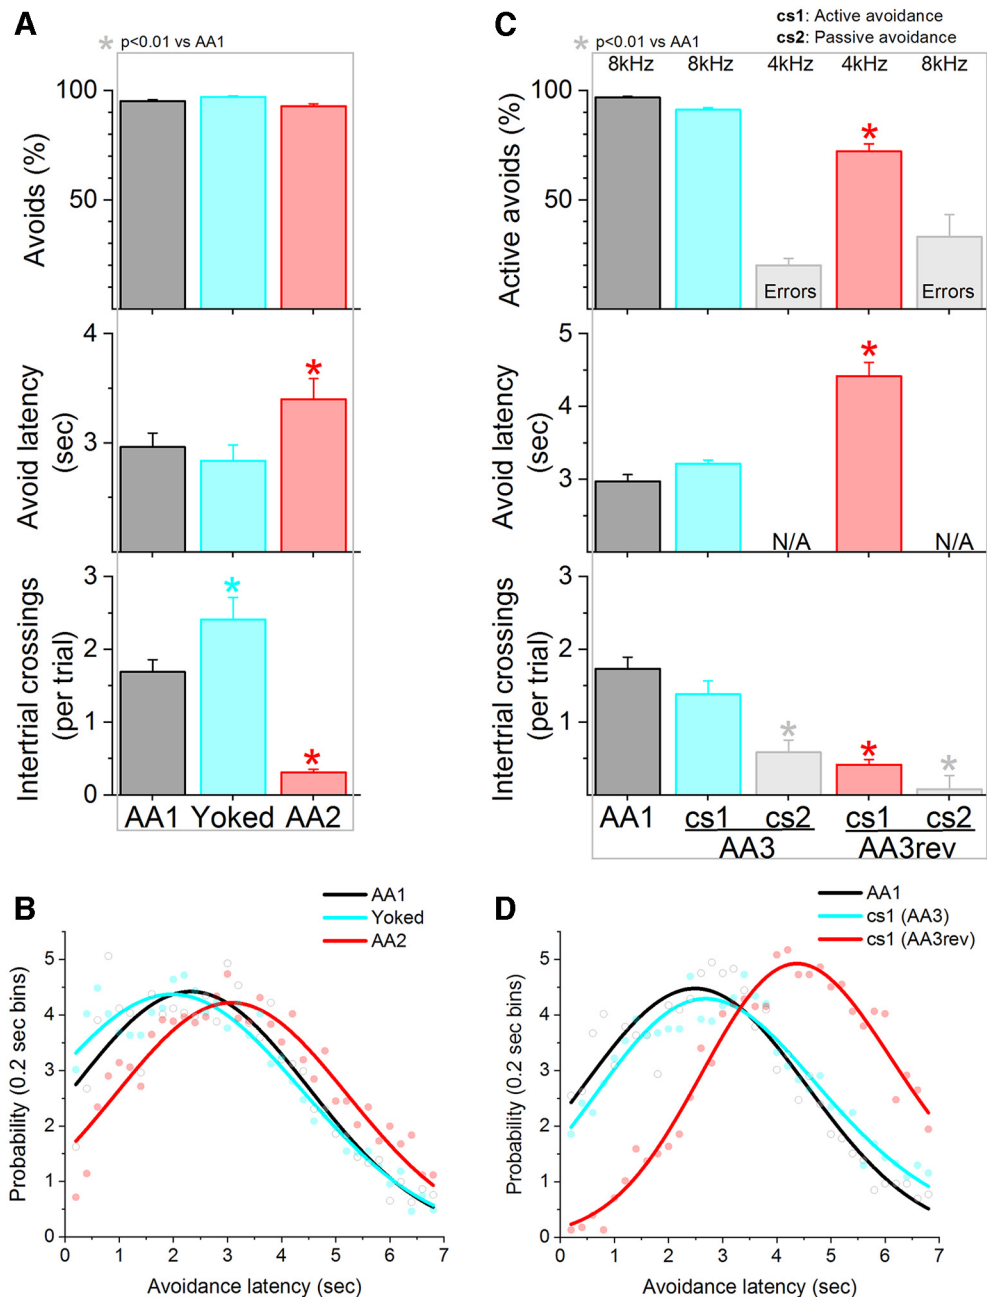 A
* p<0.01 vs AA1
Avoids (%)
100
50
*
Avoid latency
(sec)
4
3
*
*
Intertrial crossings
(per trial)
3
2
1
0
AA1 Yoked AA2
C
cs1: Active avoidance
cs2: Passive avoidance
* p<0.01 vs AA1
8kHz 8kHz 4kHz 4kHz 8kHz
Active avoids (%)
100
50
*
Errors
Errors
Avoid latency
(sec)
5
4
3
*
N/A
N/A
Intertrial crossings
(per trial)
3
2
1
0
* * *
AA1 cs1 cs2 cs1 cs2
AA3 AA3rev
B
AA1
Yoked
AA2
Probability (0.2 sec bins)
5
4
3
2
1
0
0 1 2 3 4 5 6 7
Avoidance latency (sec)
D
AA1
cs1 (AA3)
cs1 (AA3rev)
Probability (0.2 sec bins)
5
4
3
2
1
0
0 1 2 3 4 5 6 7
Avoidance latency (sec)